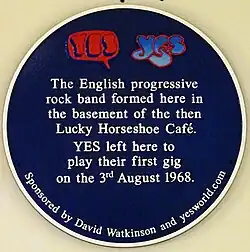 YES yes
The English progressive
rock band formed here in
the basement of the then
Lucky Horseshoe Café.
YES left here to
play their first gig
on the 3rd August 1968.
Sponsored by David Watkinson and yesworld.com